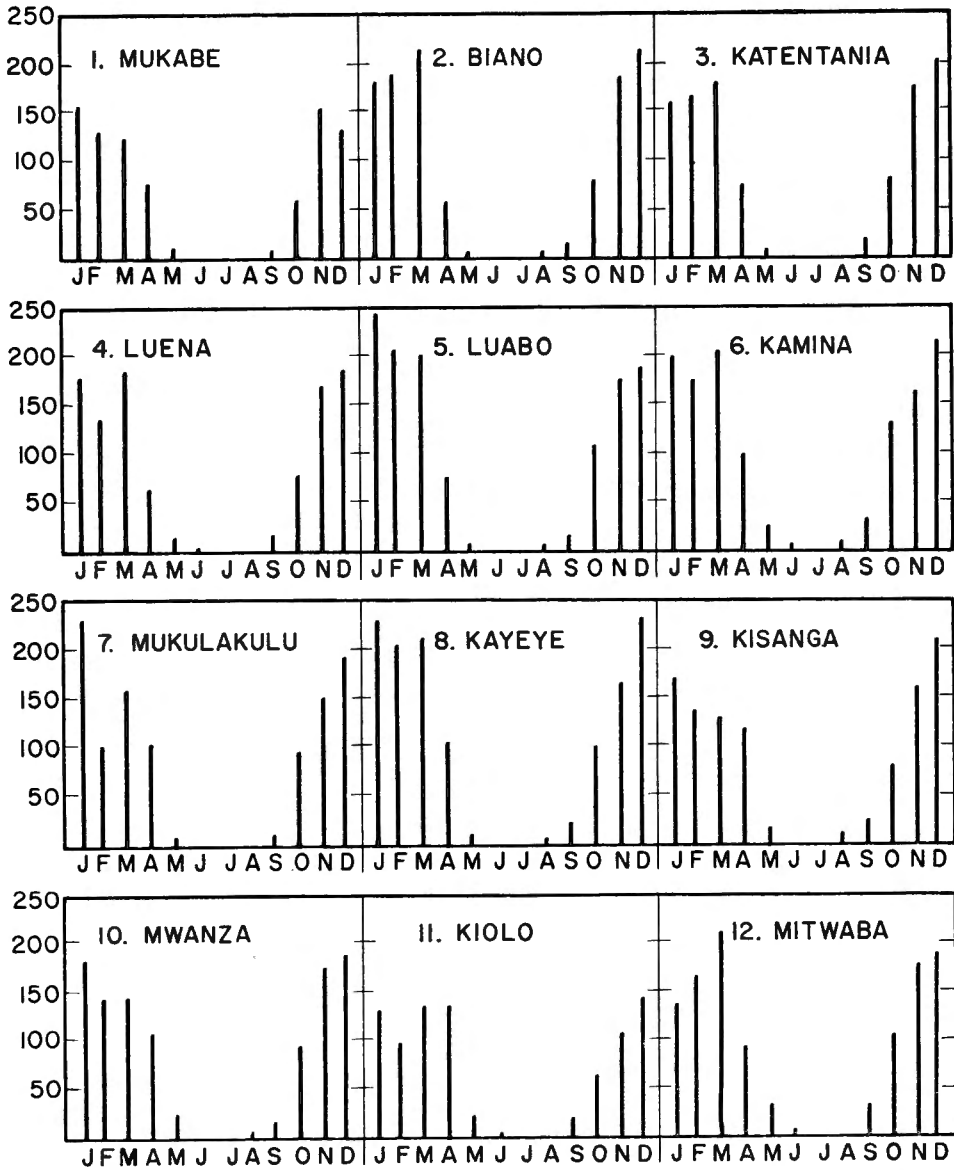 250
200
150
100
50
1. MUKABE
2. BIANO
3. KATENTANIA
J F M A M J J A S O N D J F M A M J J A S O N D J F M A M J J A S O N D
250
200
150
100
50
4. LUENA
5. LUABO
6. KAMINA
J F M A M J J A S O N D J F M A M J J A S O N D J F M A M J J A S O N D
250
200
150
100
50
7. MUKULAKULU
8. KAYEYE
9. KISANGA
J F M A M J J A S O N D J F M A M J J A S O N D J F M A M J J A S O N D
250
200
150
100
50
10. MWANZA
11. KIOLO
12. MITWABA
J F M A M J J A S O N D J F M A M J J A S O N D J F M A M J J A S O N D